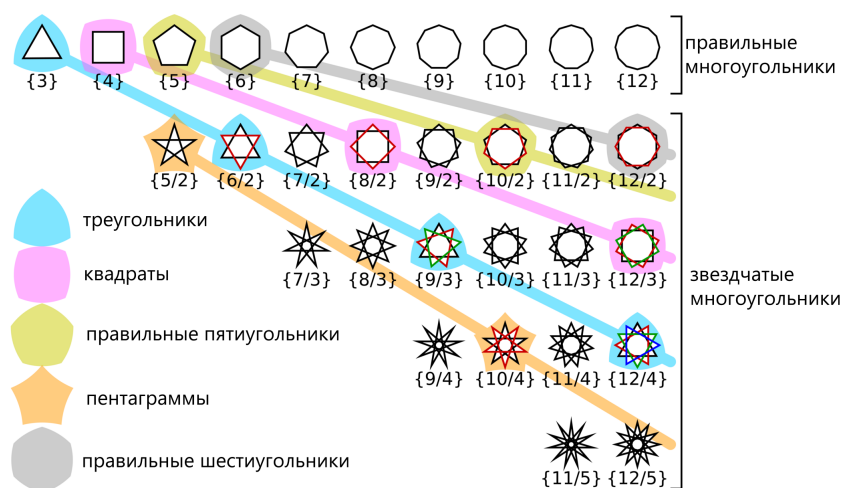 {3} {4} {5} {6} {7} {8} {9} {10} {11} {12}
правильные
многоугольники
{5/2} {6/2} {7/2} {8/2} {9/2} {10/2} {11/2} {12/2}
треугольники
{7/3} {8/3} {9/3} {10/3} {11/3} {12/3}
квадраты
звездчатые
многоугольники
правильные пятиугольники
{9/4} {10/4} {11/4} {12/4}
пентаграммы
правильные шестиугольники
{11/5} {12/5}